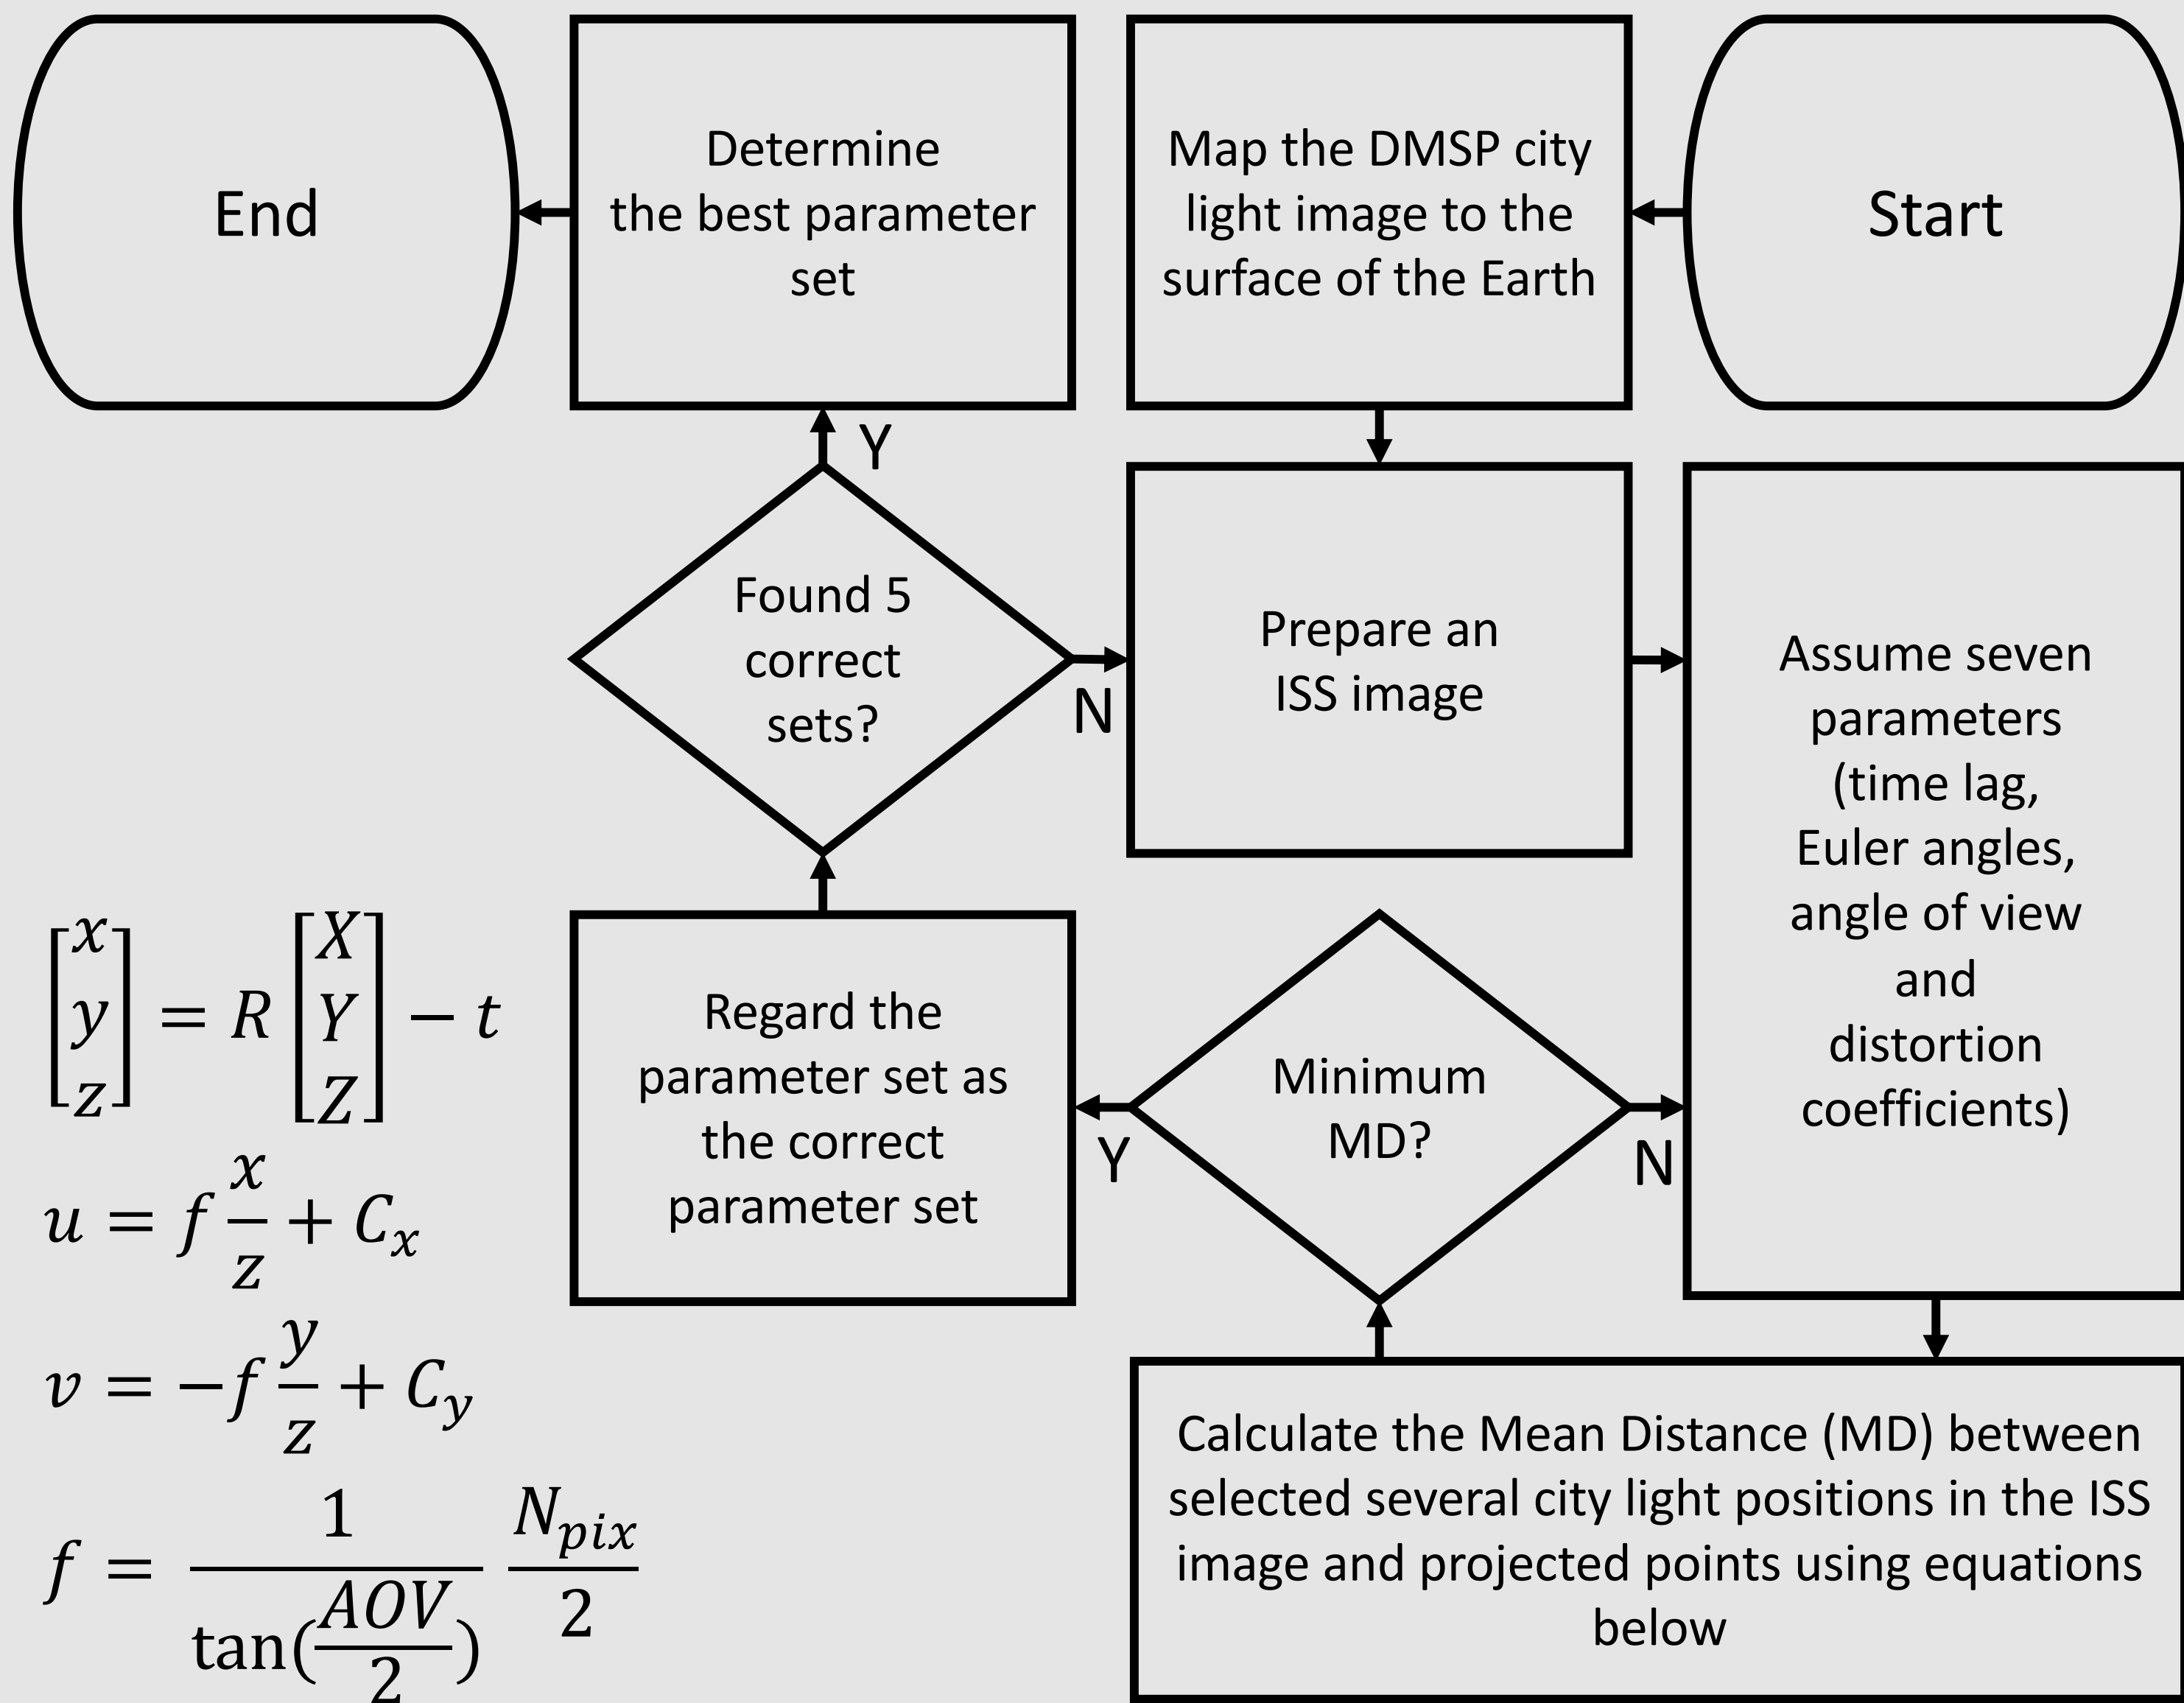 End
Determine
the best parameter
set
Map the DMSP city
light image to the
surface of the Earth
Start
Y
Found 5
correct
sets?
N
Prepare an
ISS image
Assume seven
parameters
(time lag,
Euler angles,
angle of view
and
distortion
coefficients)
Regard the
parameter set as
the correct
parameter set
Y
Minimum
MD?
N
Calculate the Mean Distance (MD) between
selected several city light positions in the ISS
image and projected points using equations
below
[x y z] = R [X Y Z] − t
u = f x/z + C_x
v = −f y/z + C_y
f = 1/tan(AOV/2) N_pix/2